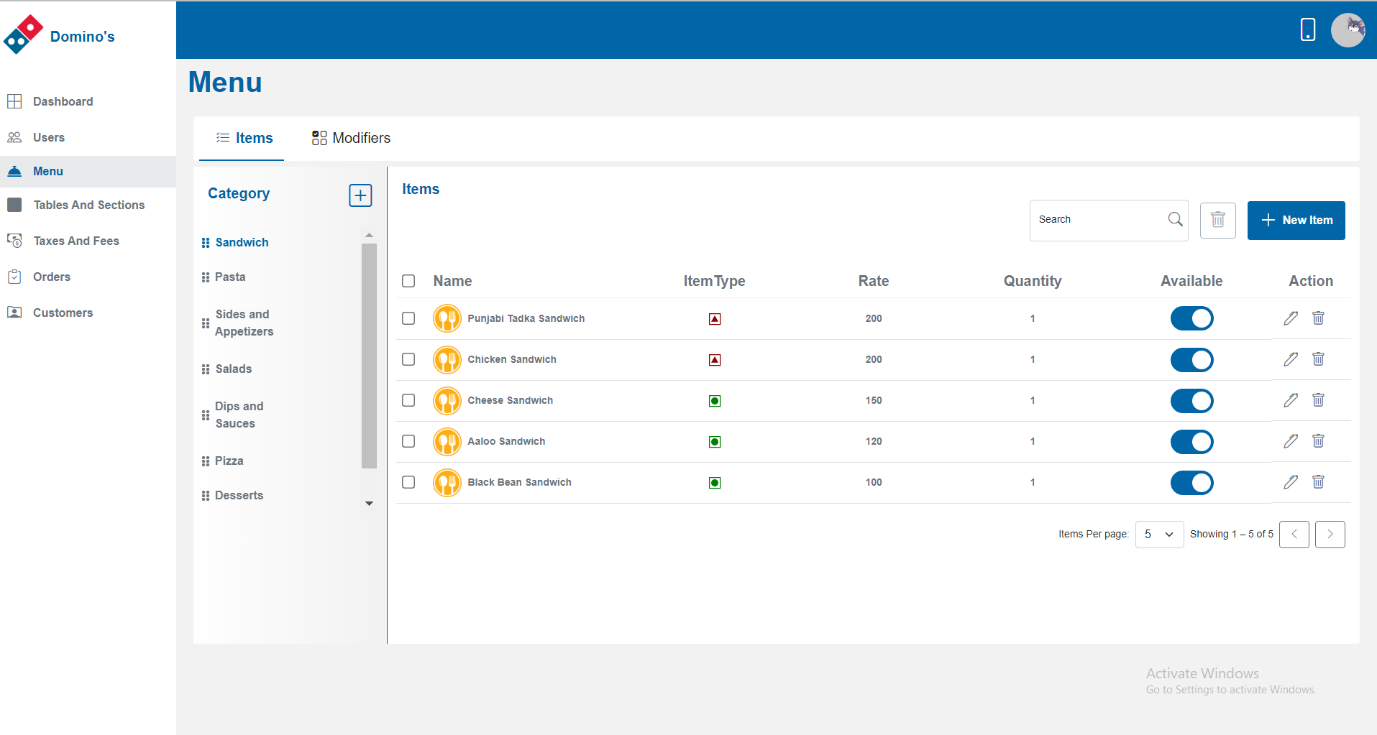 Domino's
Menu
Dashboard
Users
Menu
Tables And Sections
Taxes And Fees
Orders
Customers
Items
Modifiers
Category
Sandwich
Pasta
Sides and
Appetizers
Salads
Dips and
Sauces
Pizza
Desserts
Items
Search
New Item
Name ItemType Rate Quantity Available Action
Punjabi Tadka Sandwich 200 1
Chicken Sandwich 200 1
Cheese Sandwich 150 1
Aaloo Sandwich 120 1
Black Bean Sandwich 100 1
Items Per page: 5 Showing 1 – 5 of 5
Activate Windows
Go to Settings to activate Windows.